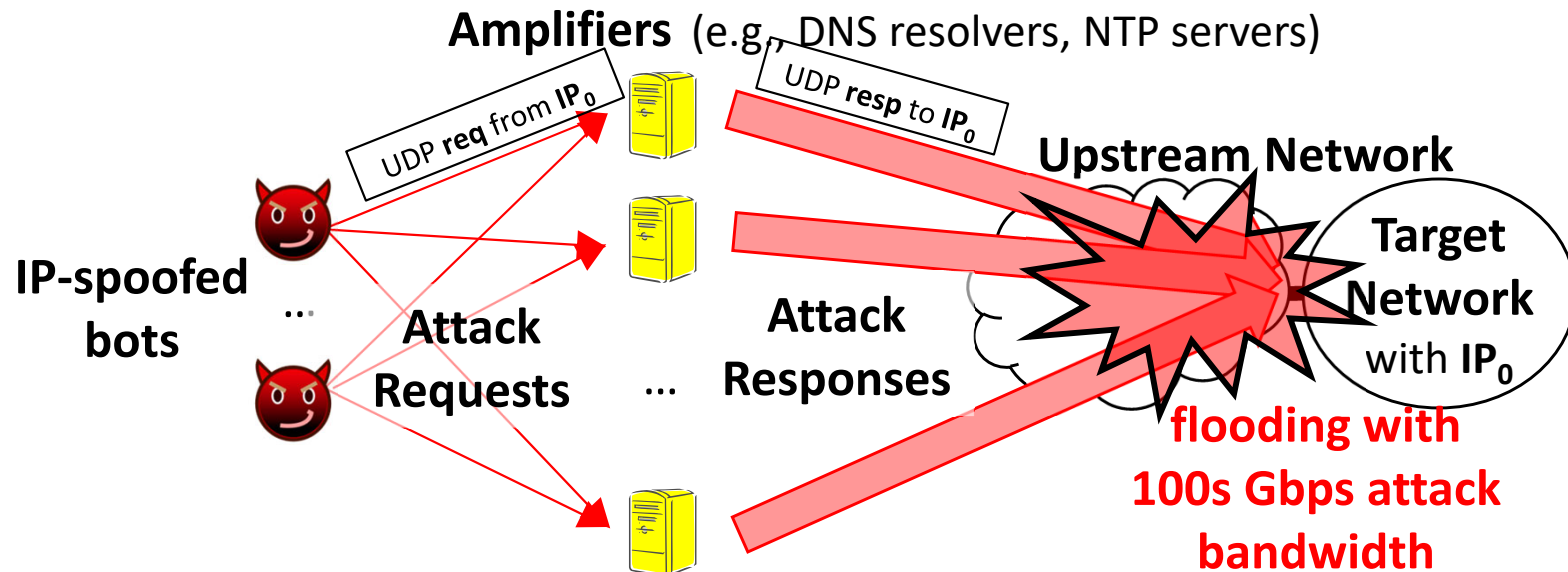 Amplifiers (e.g., DNS resolvers, NTP servers)
UDP req from IP₀
UDP resp to IP₀
Upstream Network
IP-spoofed
bots
...
Attack
Requests
...
Attack
Responses
Target
Network
with IP₀
flooding with
100s Gbps attack
bandwidth